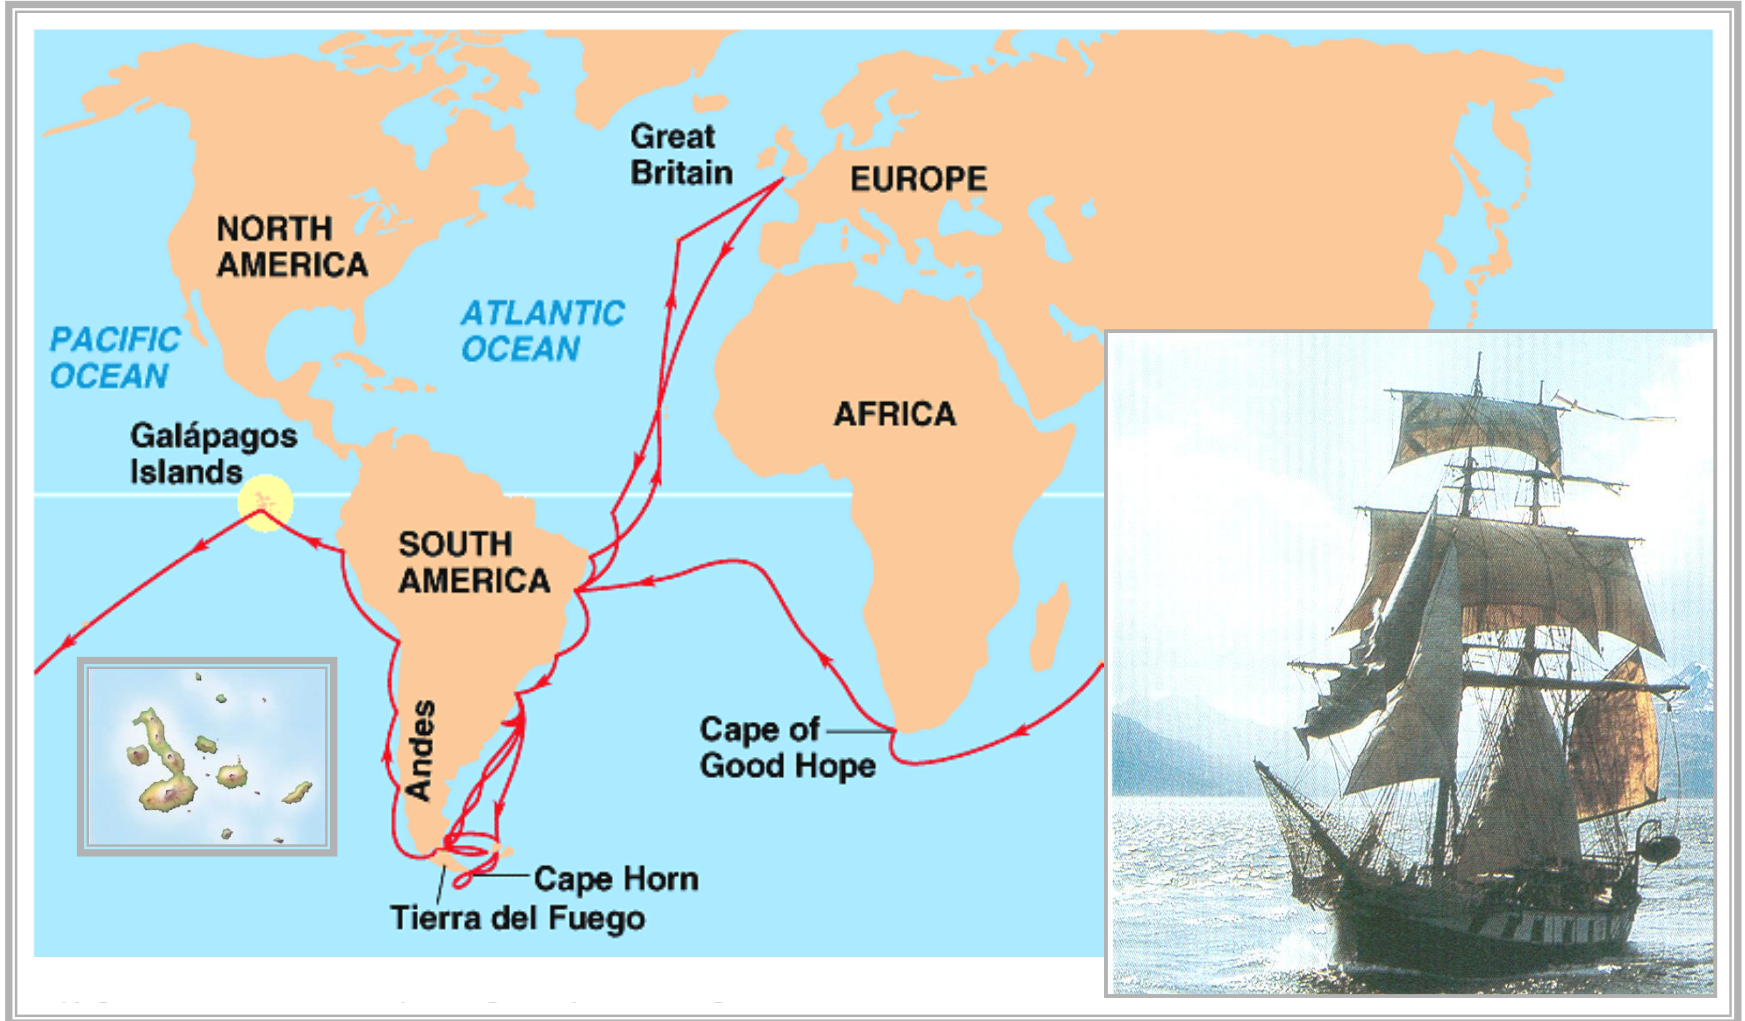 Great
Britain
EUROPE
NORTH
AMERICA
ATLANTIC
OCEAN
PACIFIC
OCEAN
AFRICA
Galápagos
Islands
SOUTH
AMERICA
Andes
Cape of
Good Hope
Cape Horn
Tierra del Fuego